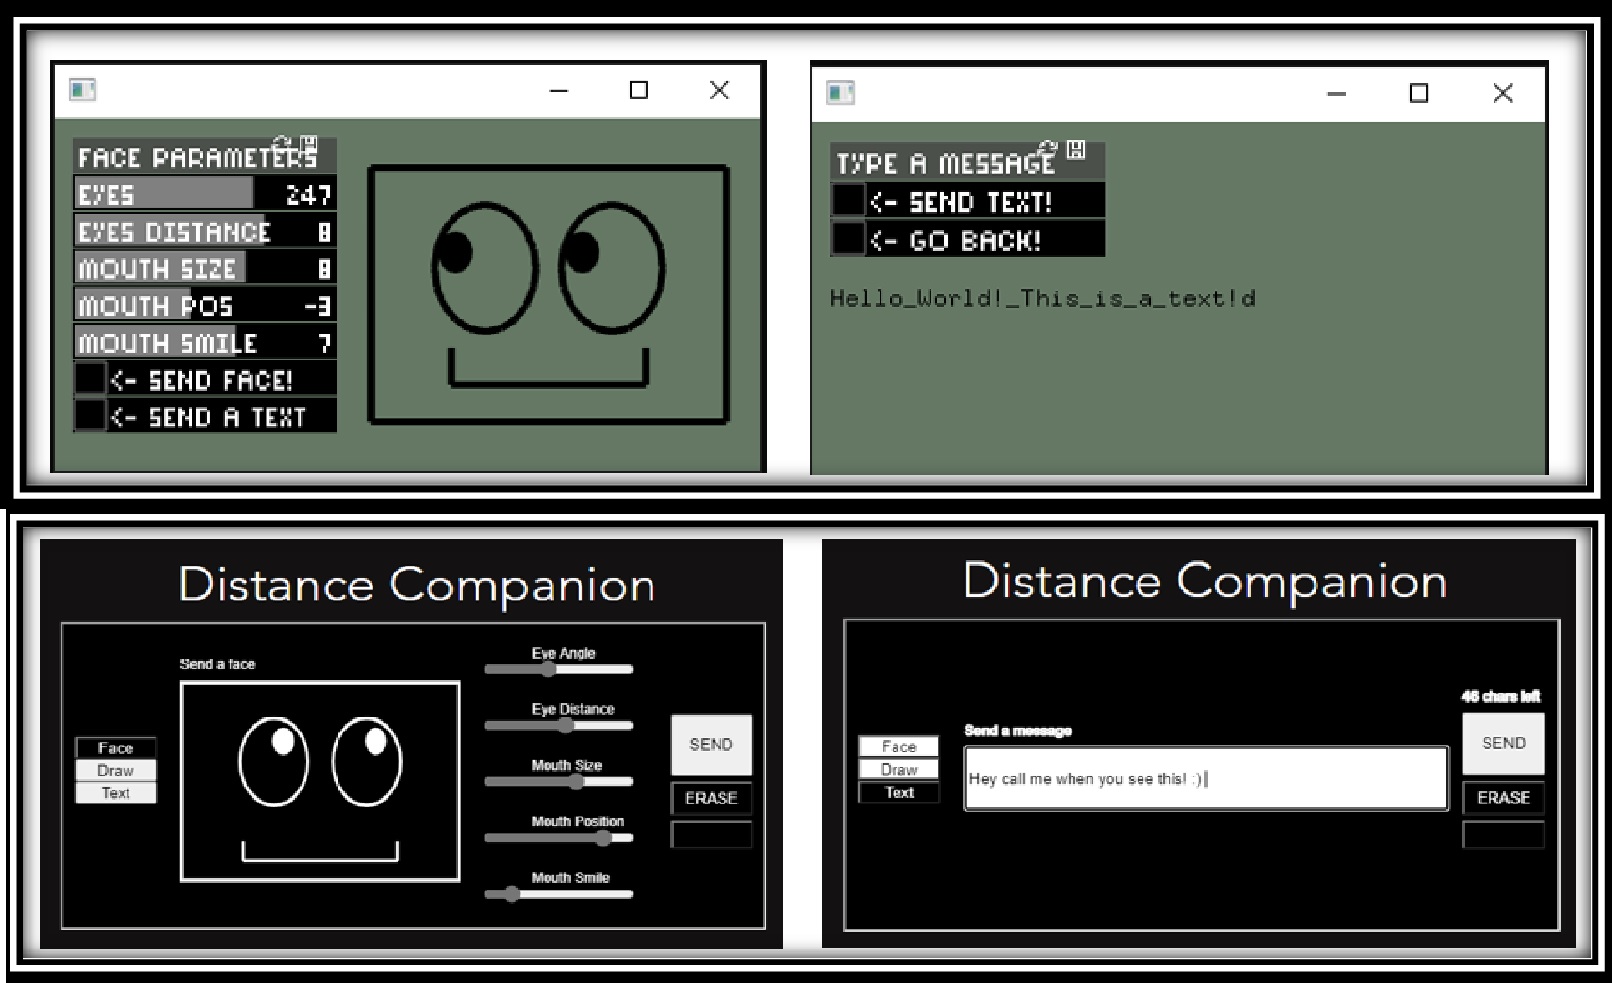 FACE PARAMETERS
EYES 247
EYES DISTANCE 8
MOUTH SIZE 8
MOUTH POS -3
MOUTH SMILE 7
<- SEND FACE!
<- SEND A TEXT
TYPE A MESSAGE
<- SEND TEXT!
<- GO BACK!
Hello_World!_This_is_a_text!d
Distance Companion
Send a face
Face
Draw
Text
Eye Angle
Eye Distance
Mouth Size
Mouth Position
Mouth Smile
SEND
ERASE
Distance Companion
Face
Draw
Text
Send a message
Hey call me when you see this! :)
46 chars left
SEND
ERASE